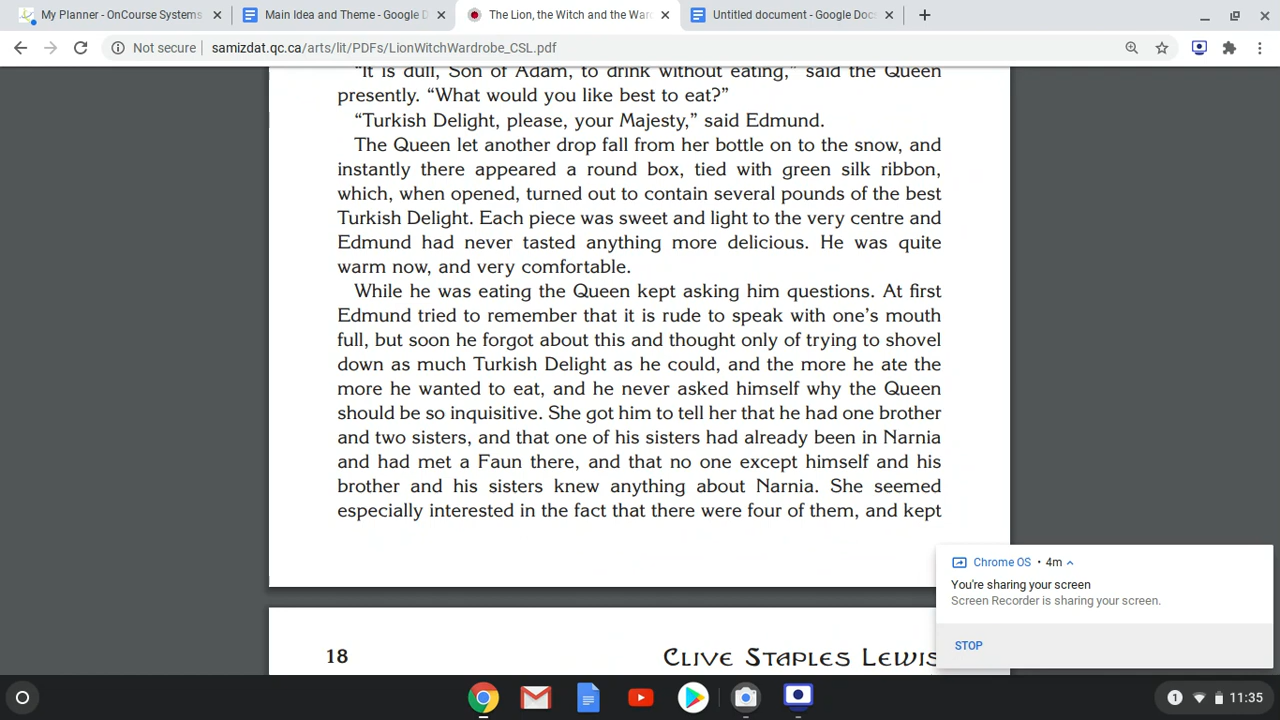 My Planner - OnCourse Systems
Main Idea and Theme - Google D
The Lion, the Witch and the War
Untitled document - Google Docs
Not secure
samizdat.qc.ca/arts/lit/PDFs/LionWitchWardrobe_CSL.pdf
“It is dull, Son of Adam, to drink without eating,” said the Queen
presently. “What would you like best to eat?”
“Turkish Delight, please, your Majesty,” said Edmund.
The Queen let another drop fall from her bottle on to the snow, and
instantly there appeared a round box, tied with green silk ribbon,
which, when opened, turned out to contain several pounds of the best
Turkish Delight. Each piece was sweet and light to the very centre and
Edmund had never tasted anything more delicious. He was quite
warm now, and very comfortable.
While he was eating the Queen kept asking him questions. At first
Edmund tried to remember that it is rude to speak with one’s mouth
full, but soon he forgot about this and thought only of trying to shovel
down as much Turkish Delight as he could, and the more he ate the
more he wanted to eat, and he never asked himself why the Queen
should be so inquisitive. She got him to tell her that he had one brother
and two sisters, and that one of his sisters had already been in Narnia
and had met a Faun there, and that no one except himself and his
brother and his sisters knew anything about Narnia. She seemed
especially interested in the fact that there were four of them, and kept
18
Clive Staples Lewis
Chrome OS • 4m
You're sharing your screen
Screen Recorder is sharing your screen.
STOP
1
11:35